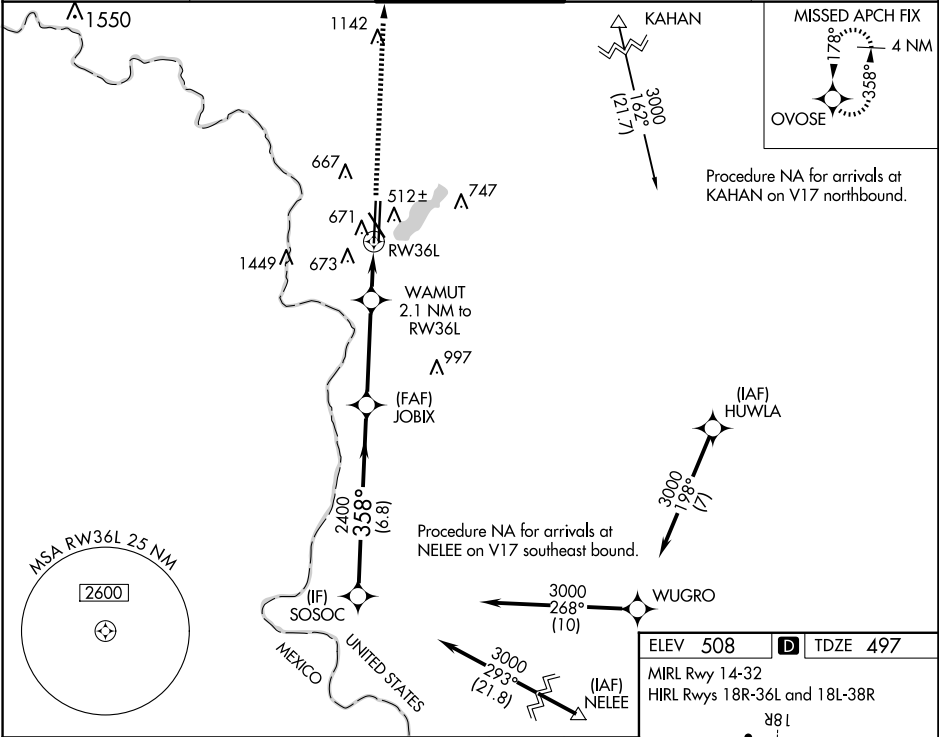 1550
1142
KAHAN
3000
162°
(21.7)
MISSED APCH FIX
178°
4 NM
358°
OVOSE
Procedure NA for arrivals at
KAHAN on V17 northbound.
667
512±
747
671
RW36L
1449
673
WAMUT
2.1 NM to
RW36L
997
(FAF)
JOBIX
(IAF)
HUWLA
3000
198°
(7)
2400
358°
(6.8)
Procedure NA for arrivals at
NELEE on V17 southeast bound.
MSA RW36L 25 NM
2600
(IF)
SOSOC
3000
268°
(10)
WUGRO
MEXICO
UNITED STATES
3000
293°
(21.8)
(IAF)
NELEE
ELEV 508 D TDZE 497
MIRL Rwy 14-32
HIRL Rwys 18R-36L and 18L-38R
18R